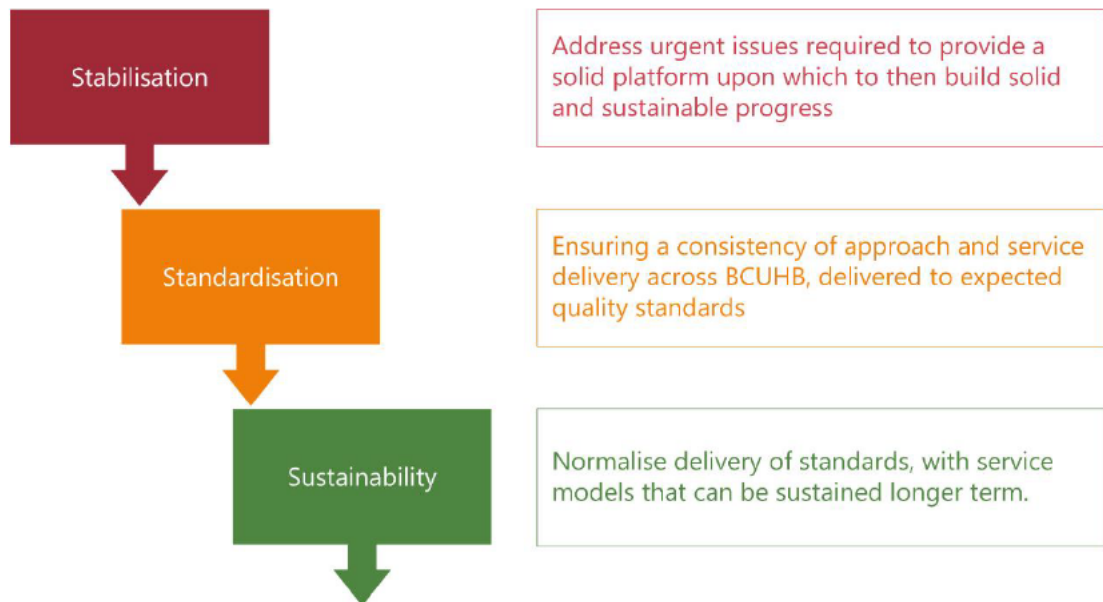 Stabilisation
Address urgent issues required to provide a
solid platform upon which to then build solid
and sustainable progress
Standardisation
Ensuring a consistency of approach and service
delivery across BCUHB, delivered to expected
quality standards
Sustainability
Normalise delivery of standards, with service
models that can be sustained longer term.